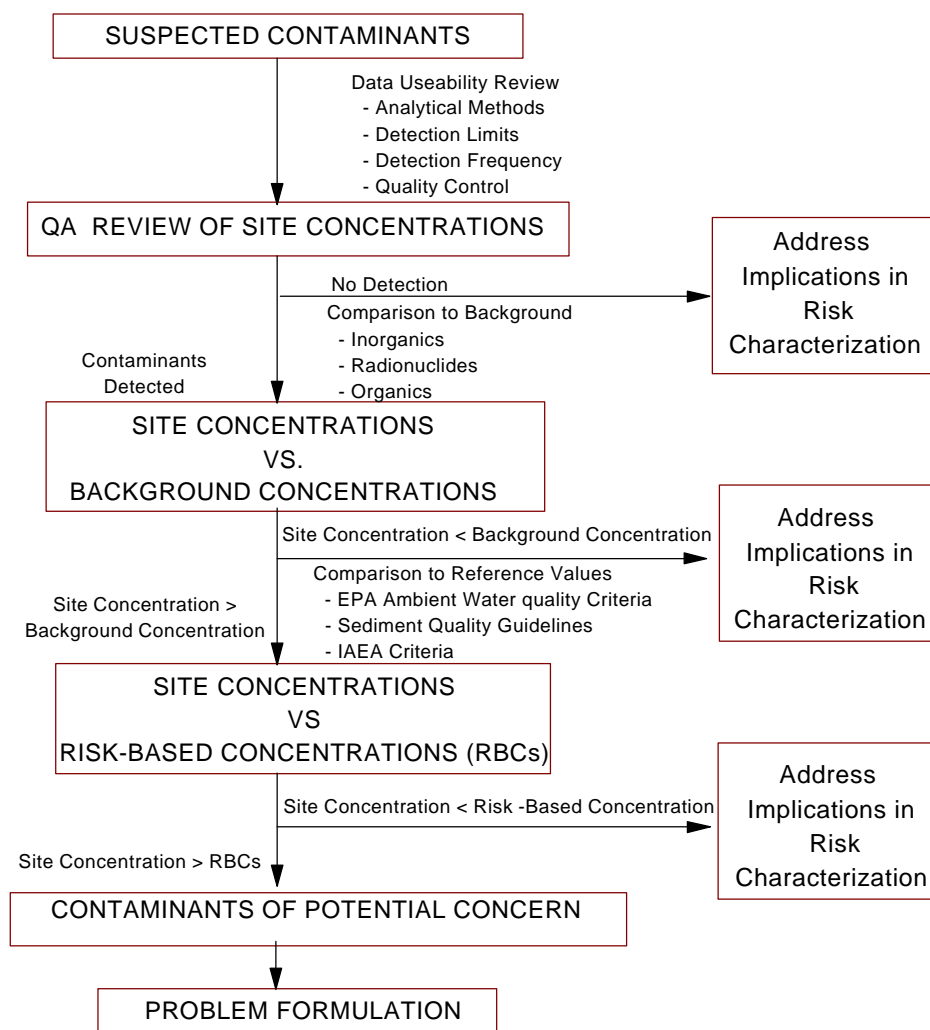 SUSPECTED CONTAMINANTS
Data Useability Review
- Analytical Methods
- Detection Limits
- Detection Frequency
- Quality Control
QA REVIEW OF SITE CONCENTRATIONS
Address
Implications in
Risk
Characterization
No Detection
Comparison to Background
- Inorganics
- Radionuclides
- Organics
Contaminants
Detected
SITE CONCENTRATIONS
VS.
BACKGROUND CONCENTRATIONS
Site Concentration < Background Concentration
Address
Implications in
Risk
Characterization
Comparison to Reference Values
- EPA Ambient Water quality Criteria
- Sediment Quality Guidelines
- IAEA Criteria
Site Concentration >
Background Concentration
SITE CONCENTRATIONS
VS
RISK-BASED CONCENTRATIONS (RBCs)
Site Concentration < Risk -Based Concentration
Address
Implications in
Risk
Characterization
Site Concentration > RBCs
CONTAMINANTS OF POTENTIAL CONCERN
PROBLEM FORMULATION